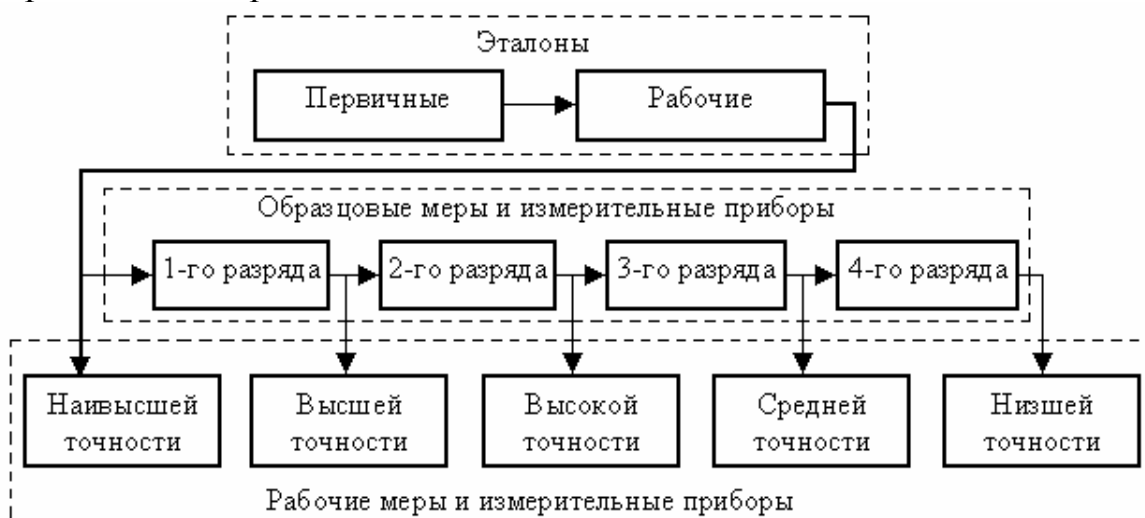 Эталоны
Первичные
Рабочие
Образцовые меры и измерительные приборы
1-го разряда
2-го разряда
3-го разряда
4-го разряда
Наивысшей
точности
Высшей
точности
Высокой
точности
Средней
точности
Низшей
точности
Рабочие меры и измерительные приборы